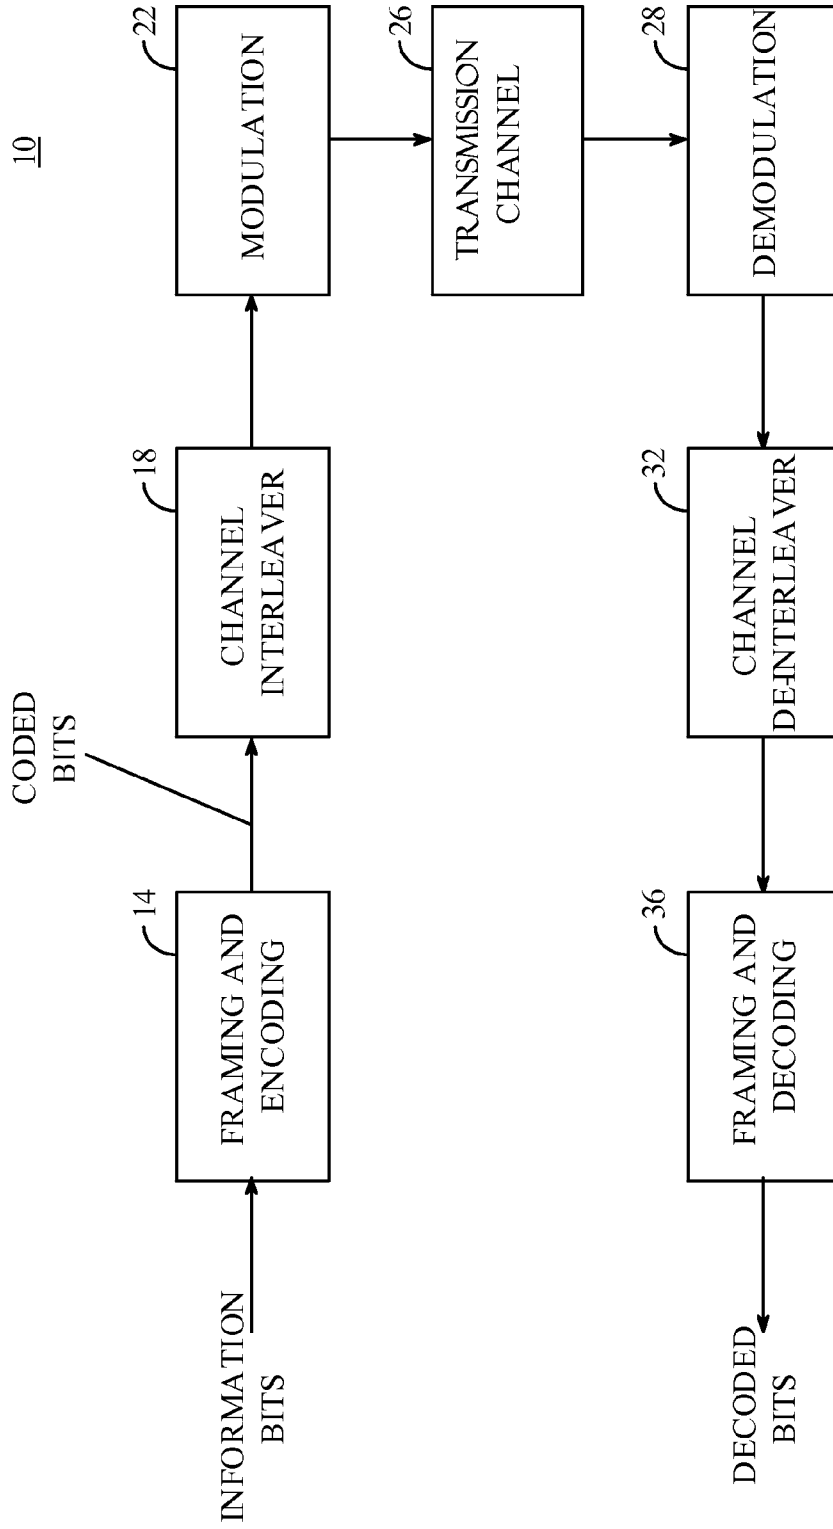 10
CODED
BITS
INFORMATION
BITS
14
FRAMING AND
ENCODING
18
CHANNEL
INTERLEAVER
22
MODULATION
26
TRANSMISSION
CHANNEL
28
DEMODULATION
32
CHANNEL
DE-INTERLEAVER
36
FRAMING AND
DECODING
DECODED
BITS